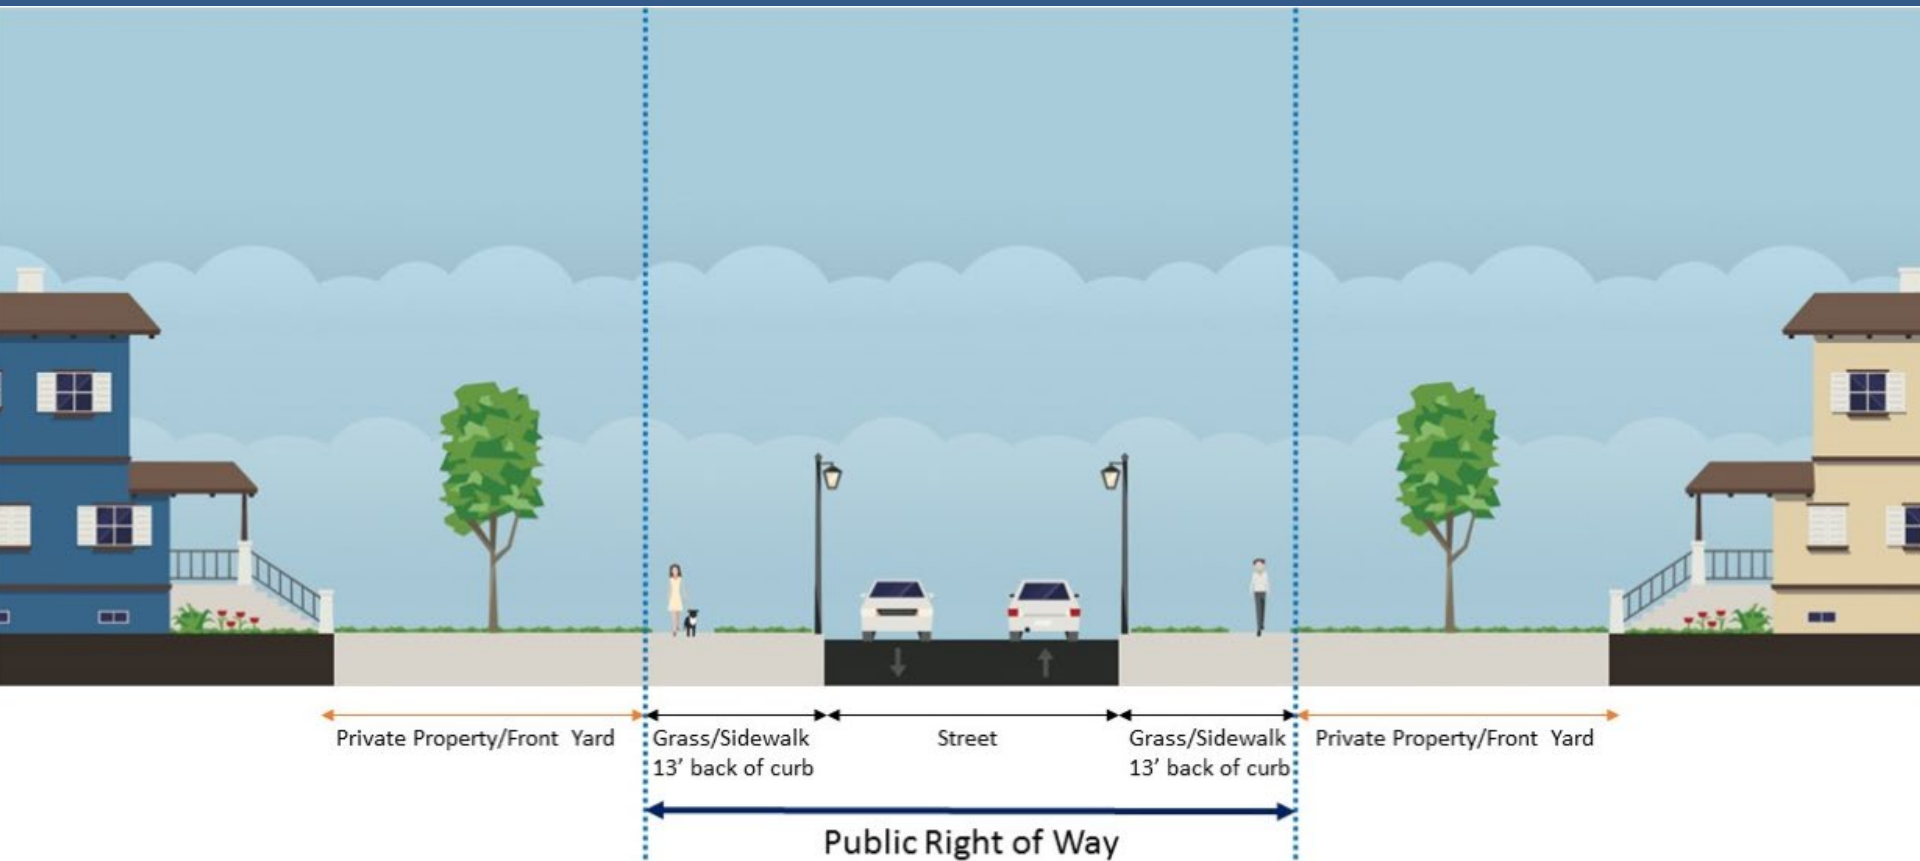 Private Property/Front Yard
Grass/Sidewalk
13’ back of curb
Street
Grass/Sidewalk
13’ back of curb
Private Property/Front Yard
Public Right of Way